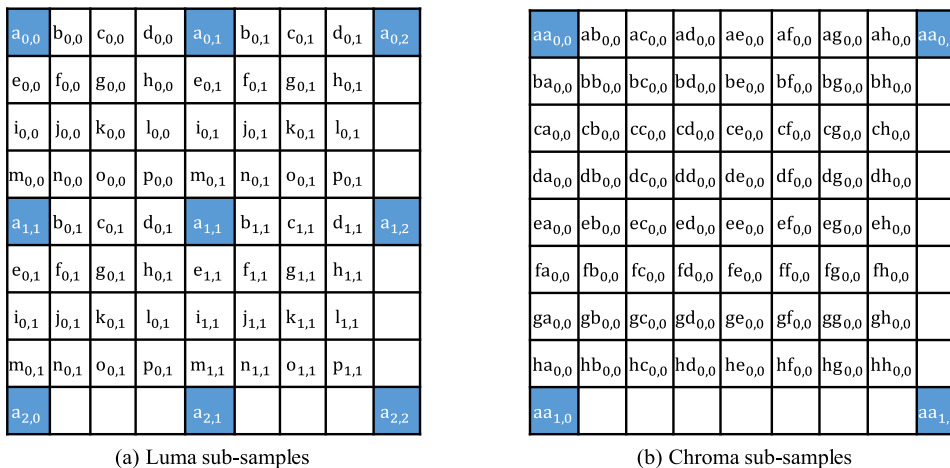 a0,0 b0,0 c0,0 d0,0 a0,1 b0,1 c0,1 d0,1 a0,2
e0,0 f0,0 g0,0 h0,0 e0,1 f0,1 g0,1 h0,1
i0,0 j0,0 k0,0 l0,0 i0,1 j0,1 k0,1 l0,1
m0,0 n0,0 o0,0 p0,0 m0,1 n0,1 o0,1 p0,1
a1,1 b0,1 c0,1 d0,1 a1,1 b1,1 c1,1 d1,1 a1,2
e0,1 f0,1 g0,1 h0,1 e1,1 f1,1 g1,1 h1,1
i0,1 j0,1 k0,1 l0,1 i1,1 j1,1 k1,1 l1,1
m0,1 n0,1 o0,1 p0,1 m1,1 n1,1 o1,1 p1,1
a2,0 a2,1 a2,2
(a) Luma sub-samples
aa0,0 ab0,0 ac0,0 ad0,0 ae0,0 af0,0 ag0,0 ah0,0 aa0,
ba0,0 bb0,0 bc0,0 bd0,0 be0,0 bf0,0 bg0,0 bh0,0
ca0,0 cb0,0 cc0,0 cd0,0 ce0,0 cf0,0 cg0,0 ch0,0
da0,0 db0,0 dc0,0 dd0,0 de0,0 df0,0 dg0,0 dh0,0
ea0,0 eb0,0 ec0,0 ed0,0 ee0,0 ef0,0 eg0,0 eh0,0
fa0,0 fb0,0 fc0,0 fd0,0 fe0,0 ff0,0 fg0,0 fh0,0
ga0,0 gb0,0 gc0,0 gd0,0 ge0,0 gf0,0 gg0,0 gh0,0
ha0,0 hb0,0 hc0,0 hd0,0 he0,0 hf0,0 hg0,0 hh0,0
aa1,0 aa1,
(b) Chroma sub-samples